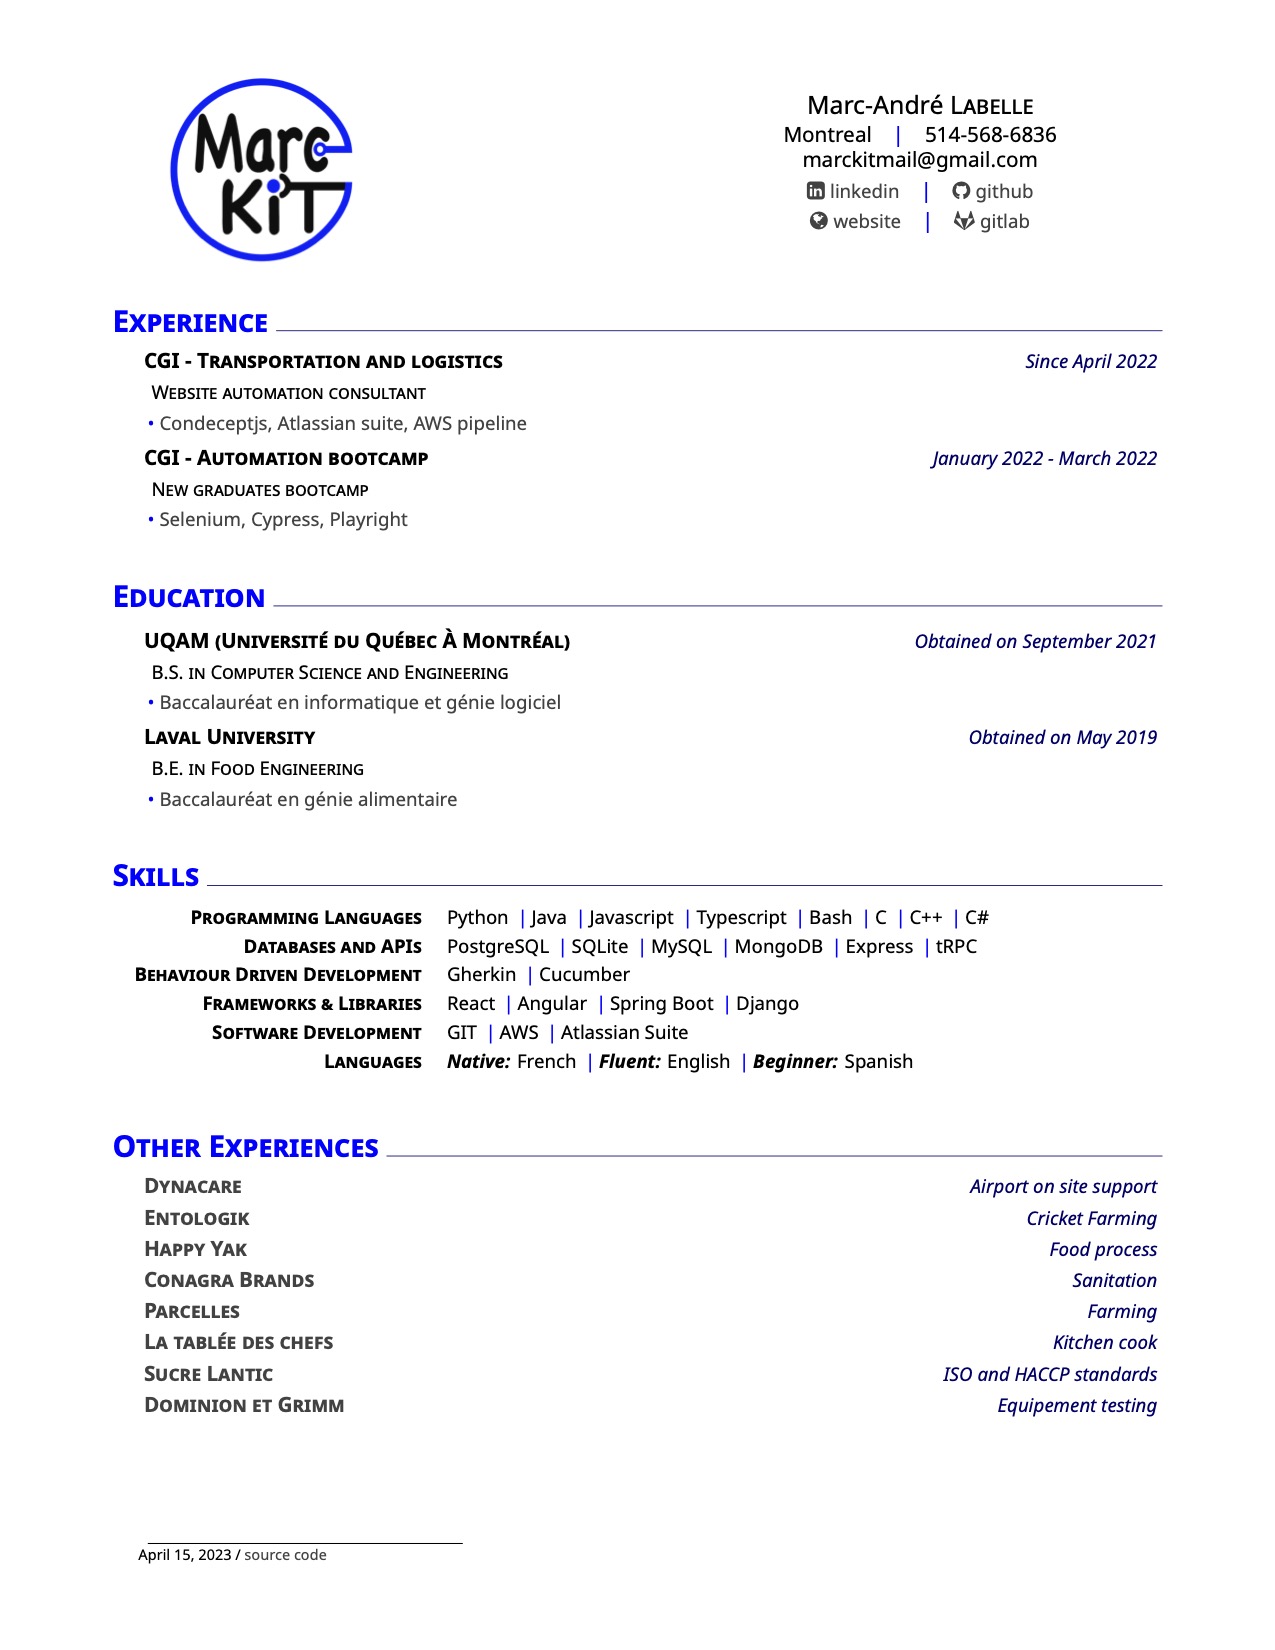 Marc
KiT
Marc-André LABELLE
Montreal | 514-568-6836
marckitmail@gmail.com
linkedin | github
website | gitlab
EXPERIENCE
CGI - TRANSPORTATION AND LOGISTICS Since April 2022
WEBSITE AUTOMATION CONSULTANT
• Condeceptjs, Atlassian suite, AWS pipeline
CGI - AUTOMATION BOOTCAMP January 2022 - March 2022
NEW GRADUATES BOOTCAMP
• Selenium, Cypress, Playright
EDUCATION
UQAM (UNIVERSITÉ DU QUÉBEC À MONTRÉAL) Obtained on September 2021
B.S. IN COMPUTER SCIENCE AND ENGINEERING
• Baccalauréat en informatique et génie logiciel
LAVAL UNIVERSITY Obtained on May 2019
B.E. IN FOOD ENGINEERING
• Baccalauréat en génie alimentaire
SKILLS
PROGRAMMING LANGUAGES Python | Java | Javascript | Typescript | Bash | C | C++ | C#
DATABASES AND APIS PostgreSQL | SQLite | MySQL | MongoDB | Express | tRPC
BEHAVIOUR DRIVEN DEVELOPMENT Gherkin | Cucumber
FRAMEWORKS & LIBRARIES React | Angular | Spring Boot | Django
SOFTWARE DEVELOPMENT GIT | AWS | Atlassian Suite
LANGUAGES Native: French | Fluent: English | Beginner: Spanish
OTHER EXPERIENCES
DYNACARE Airport on site support
ENTOLOGIK Cricket Farming
HAPPY YAK Food process
CONAGRA BRANDS Sanitation
PARCELLES Farming
LA TABLÉE DES CHEFS Kitchen cook
SUCRE LANTIC ISO and HACCP standards
DOMINION ET GRIMM Equipement testing
April 15, 2023 / source code